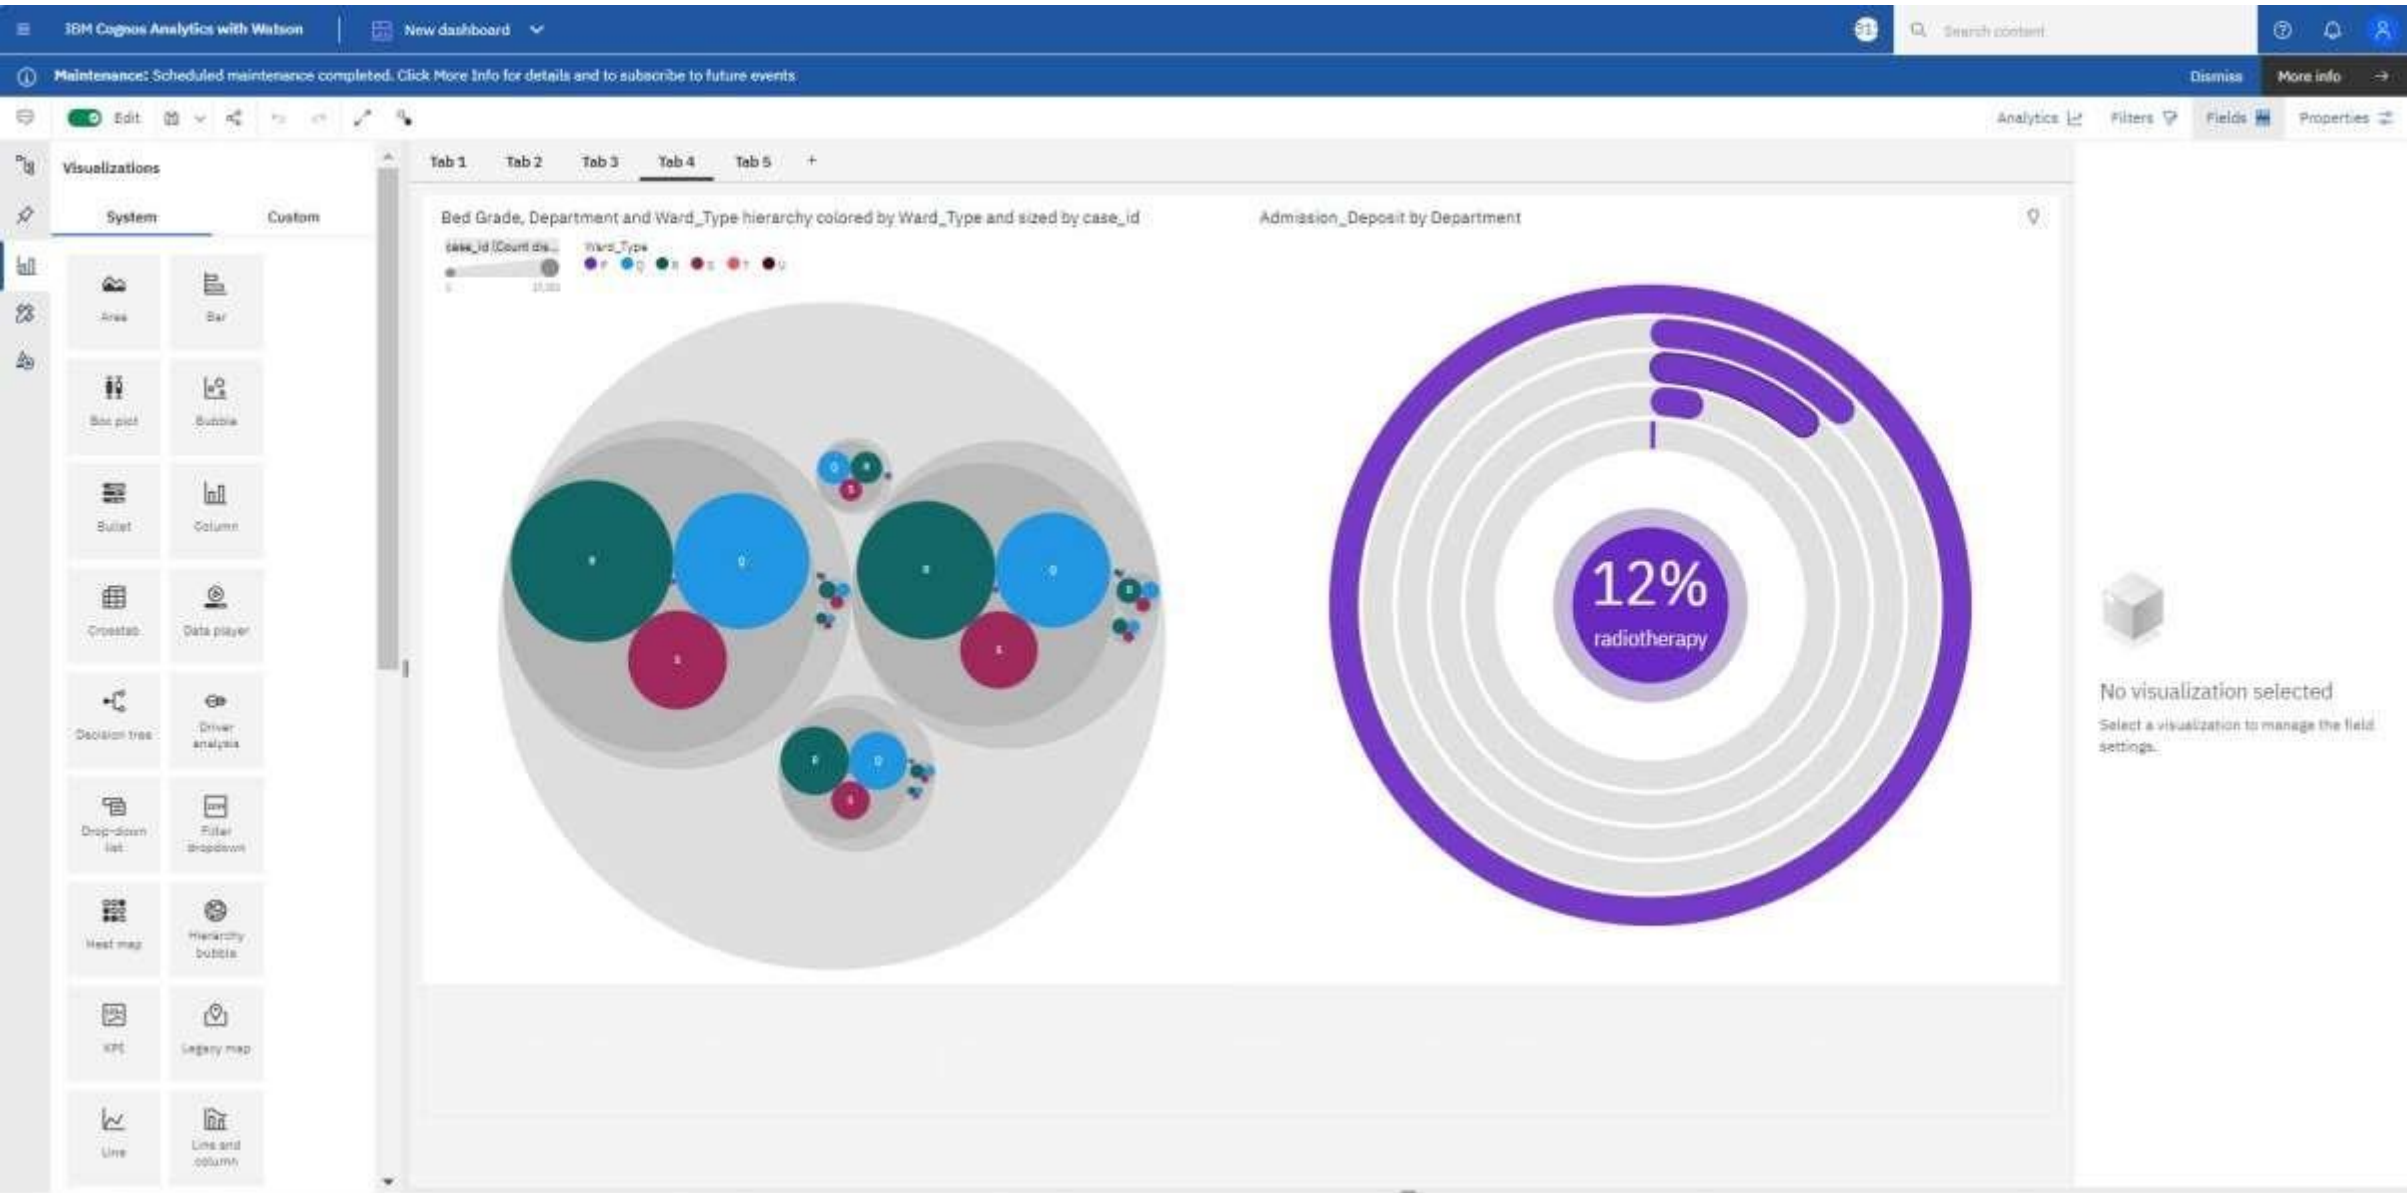 IBM Cognos Analytics with Watson
New dashboard
Search content
Maintenance: Scheduled maintenance completed. Click More Info for details and to subscribe to future events
Dismiss
More info
Edit
Analytics
Filters
Fields
Properties
Visualizations
System
Custom
Area
Bar
Box plot
Bubble
Bullet
Column
Crosstab
Data player
Decision tree
Driver
analysis
Drop-down
list
Filter
dropdown
Heat map
Hierarchy
bubble
KPI
Legacy map
Line
Line and
column
Tab 1
Tab 2
Tab 3
Tab 4
Tab 5
Bed Grade, Department and Ward_Type hierarchy colored by Ward_Type and sized by case_id
case_id (Count dis...
Ward_Type
P Q R S T U
R
Q
S
Q
R
S
R
Q
S
R
R
Q
S
Admission_Deposit by Department
12%
radiotherapy
No visualization selected
Select a visualization to manage the field
settings.